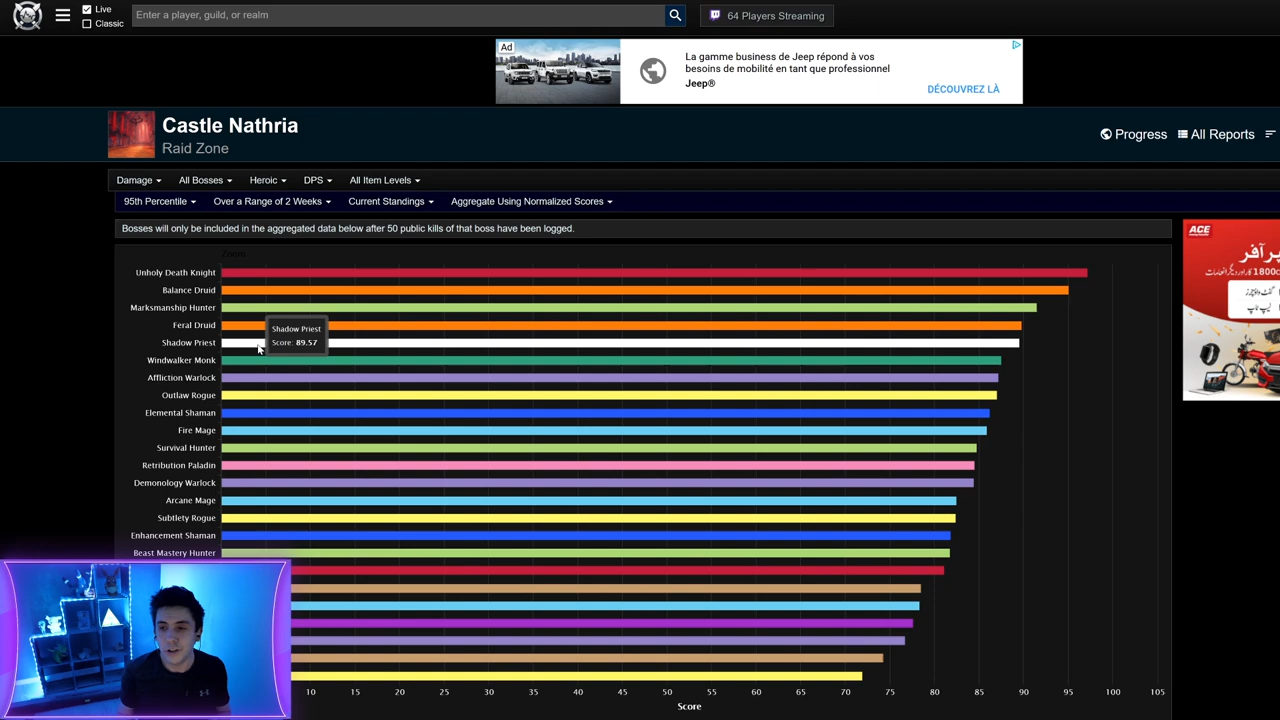 Live
Classic
Enter a player, guild, or realm
64 Players Streaming
Ad
La gamme business de Jeep répond à vos
besoins de mobilité en tant que professionnel
Jeep®
DÉCOUVREZ LÀ
Castle Nathria
Raid Zone
Progress
All Reports
Damage
All Bosses
Heroic
DPS
All Item Levels
95th Percentile
Over a Range of 2 Weeks
Current Standings
Aggregate Using Normalized Scores
Bosses will only be included in the aggregated data below after 50 public kills of that boss have been logged.
Zoom
Unholy Death Knight
Balance Druid
Marksmanship Hunter
Feral Druid
Shadow Priest
Windwalker Monk
Affliction Warlock
Outlaw Rogue
Elemental Shaman
Fire Mage
Survival Hunter
Retribution Paladin
Demonology Warlock
Arcane Mage
Subtlety Rogue
Enhancement Shaman
Beast Mastery Hunter
Shadow Priest
Score: 89.57
10 15 20 25 30 35 40 45 50 55 60 65 70 75 80 85 90 95 100 105
Score
ACE